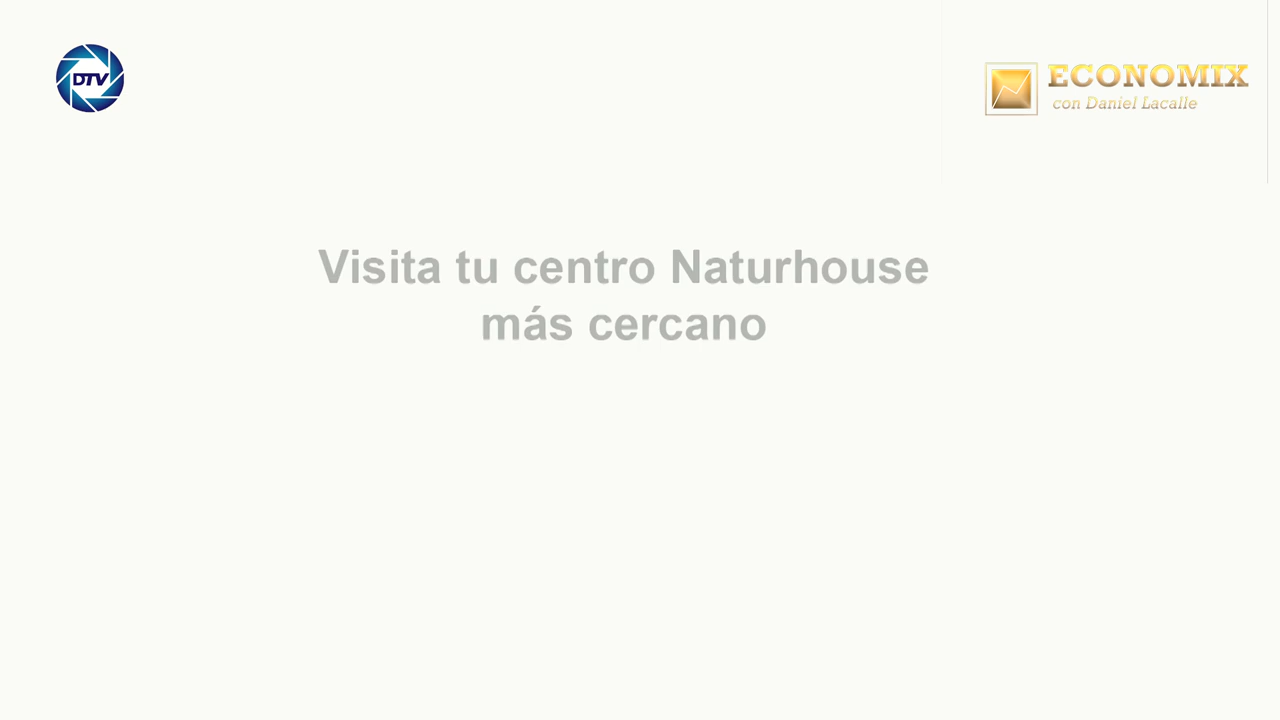 DTV
ECONOMIX
con Daniel Lacalle
Visita tu centro Naturhouse
más cercano